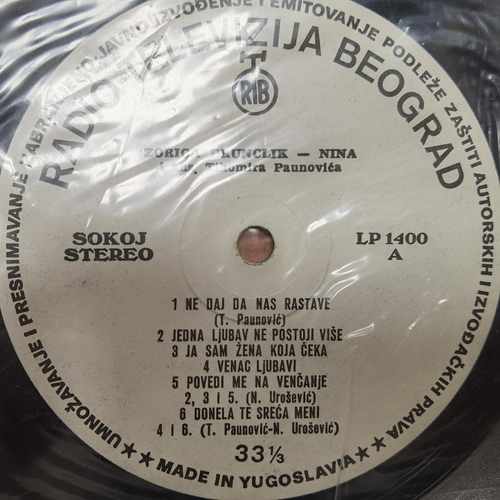 UMNOŽAVANJE I PRESNIMAVANJE ZABRANJENO JAVNO IZVOĐENJE I EMITOVANJE PODLEŽE ZAŠTITI AUTORSKIH I IZVOĐAČKIH PRAVA
RADIO-TELEVIZIJA BEOGRAD
RTB
ZORICA BRUNCLIK — NINA
Tihomira Paunovića
SOKOJ
STEREO
LP 1400
A
1 NE DAJ DA NAS RASTAVE
(T. Paunović)
2 JEDNA LJUBAV NE POSTOJI VIŠE
3 JA SAM ŽENA KOJA ČEKA
4 VENAC LJUBAVI
5 POVEDI ME NA VENČANJE
2, 3 i 5. (N. Urošević)
6 DONELA TE SREĆA MENI
4 i 6. (T. Paunović-N. Urošević)
33⅓
★★ MADE IN YUGOSLAVIA ★★